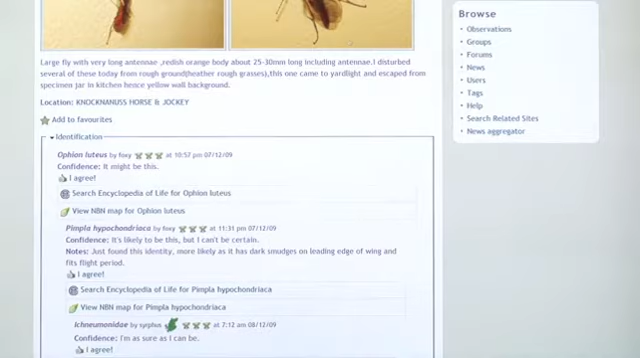 Large fly with very long antennae ,redish orange body about 25-30mm long including antennae.I disturbed
several of these today from rough ground(heather rough grasses),this one came to yardlight and escaped from
specimen jar in kitchen hence yellow wall background.
Location: KNOCKNANUSS HORSE & JOCKEY
Add to favourites
Identification
Ophion luteus by foxy at 10:57 pm 07/12/09
Confidence: It might be this.
I agree!
Search Encyclopedia of Life for Ophion luteus
View NBN map for Ophion luteus
Pimpla hypochondriaca by foxy at 11:31 pm 07/12/09
Confidence: It's likely to be this, but I can't be certain.
Notes: Just found this identity, more likely as it has dark smudges on leading edge of wing and
fits flight period.
I agree!
Search Encyclopedia of Life for Pimpla hypochondriaca
View NBN map for Pimpla hypochondriaca
Ichneumonidae by syrphus at 7:12 am 08/12/09
Confidence: I'm as sure as I can be.
I agree!
Browse
Observations
Groups
Forums
News
Users
Tags
Help
Search Related Sites
News aggregator